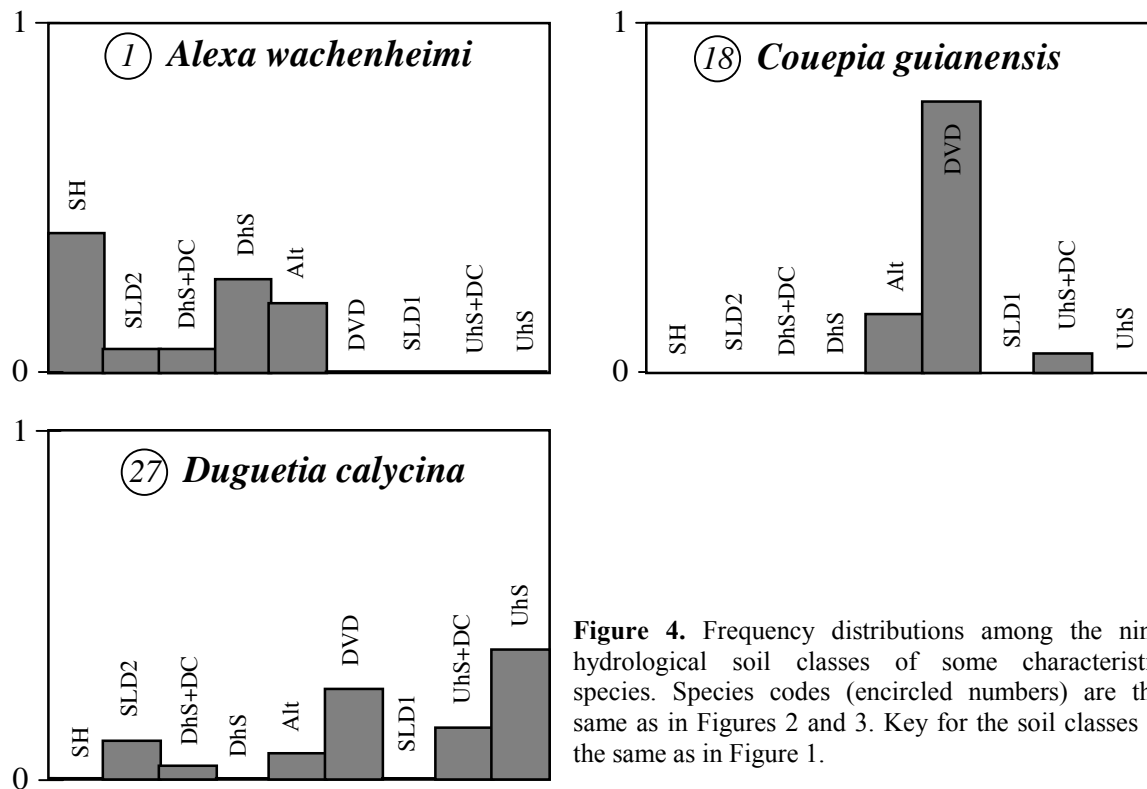 1
1 Alexa wachenheimi
SH
SLD2
DhS+DC
DhS
Alt
DVD
SLD1
UhS+DC
UhS
0
1
18 Couepia guianensis
SH
SLD2
DhS+DC
DhS
Alt
DVD
SLD1
UhS+DC
UhS
0
1
27 Duguetia calycina
SH
SLD2
DhS+DC
DhS
Alt
DVD
SLD1
UhS+DC
UhS
0
Figure 4. Frequency distributions among the nin
hydrological soil classes of some characteristi
species. Species codes (encircled numbers) are th
same as in Figures 2 and 3. Key for the soil classes
the same as in Figure 1.